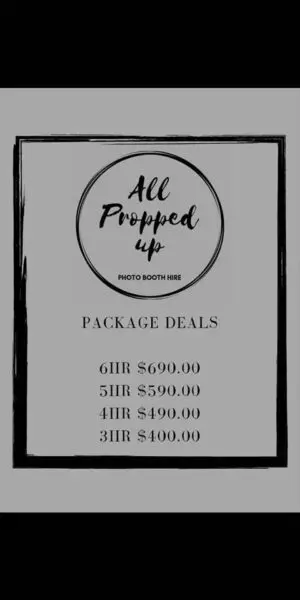 All
Propped
up
PHOTO BOOTH HIRE
PACKAGE DEALS
6HR $690.00
5HR $590.00
4HR $490.00
3HR $400.00